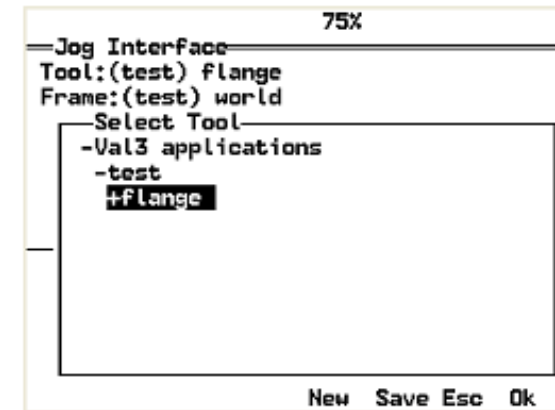 75%
Jog Interface
Tool:(test) flange
Frame:(test) world
Select Tool
-Val3 applications
-test
+flange
New Save Esc Ok